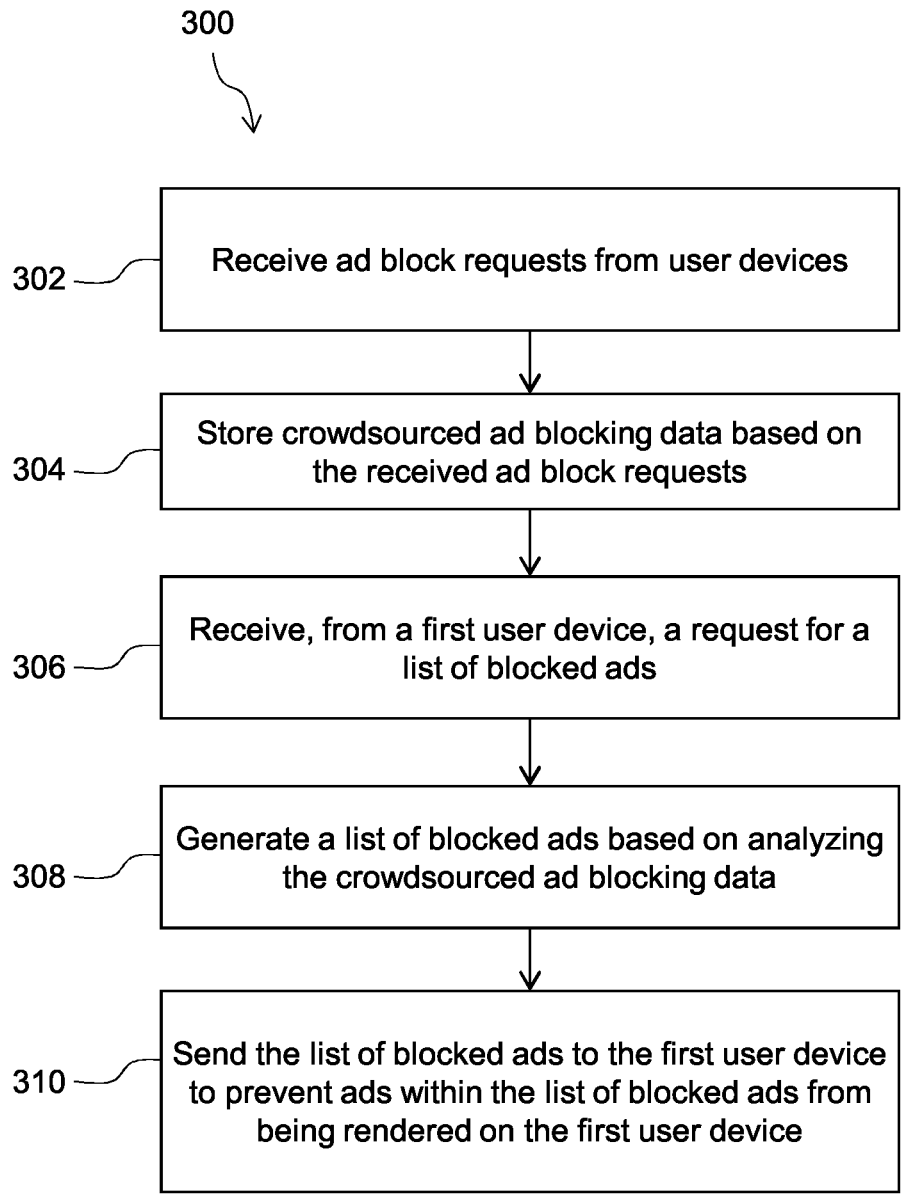 300
302
Receive ad block requests from user devices
304
Store crowdsourced ad blocking data based on
the received ad block requests
306
Receive, from a first user device, a request for a
list of blocked ads
308
Generate a list of blocked ads based on analyzing
the crowdsourced ad blocking data
310
Send the list of blocked ads to the first user device
to prevent ads within the list of blocked ads from
being rendered on the first user device